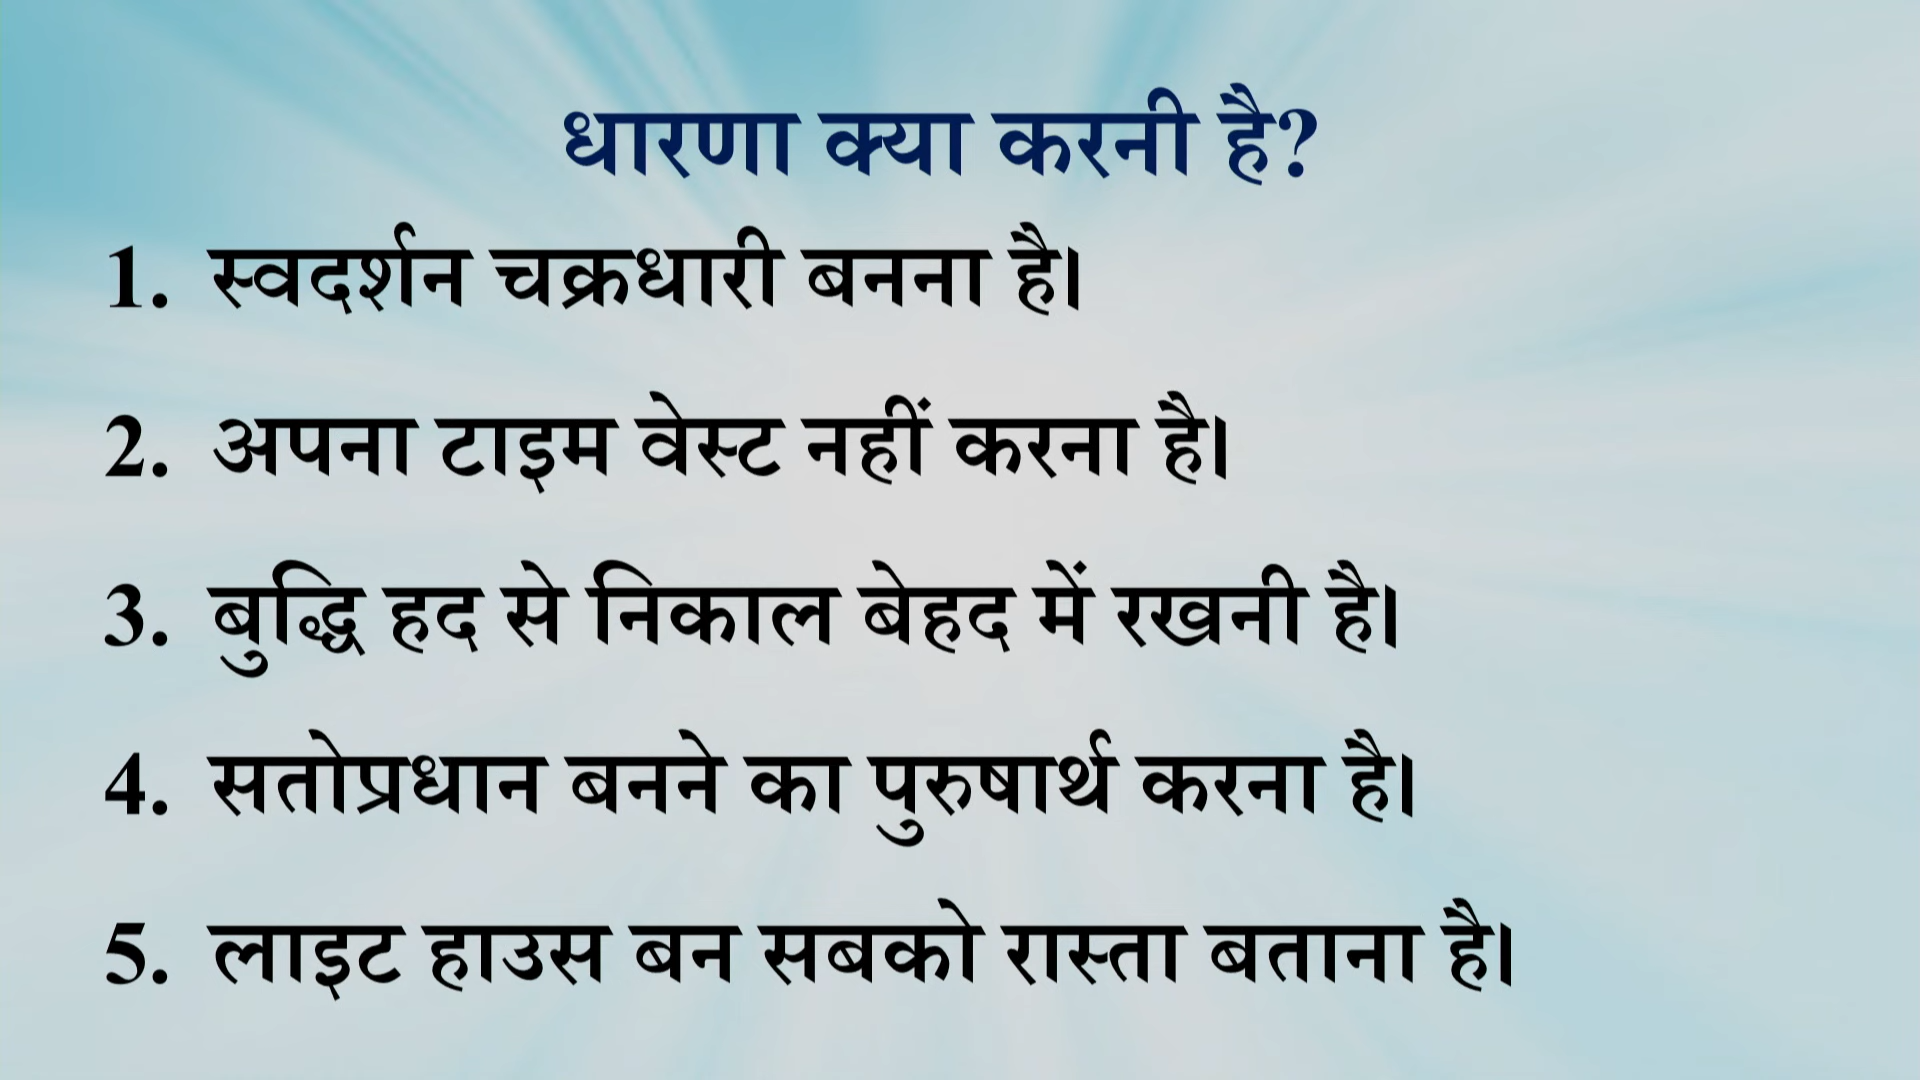 धारणा क्या करनी है?
1. स्वदर्शन चक्रधारी बनना है।
2. अपना टाइम वेस्ट नहीं करना है।
3. बुद्धि हद से निकाल बेहद में रखनी है।
4. सतोप्रधान बनने का पुरुषार्थ करना है।
5. लाइट हाउस बन सबको रास्ता बताना है।